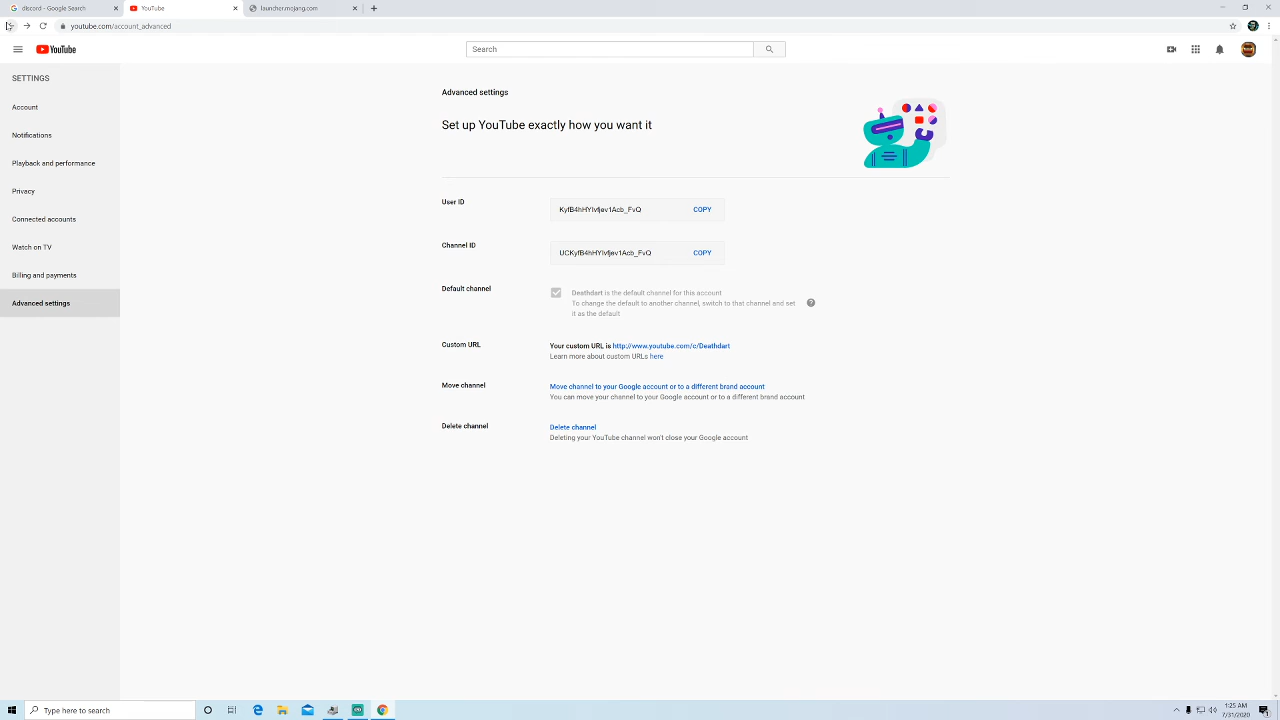 discord - Google Search
YouTube
launcher.mojang.com
youtube.com/account_advanced
YouTube
Search
SETTINGS
Account
Notifications
Playback and performance
Privacy
Connected accounts
Watch on TV
Billing and payments
Advanced settings
Advanced settings
Set up YouTube exactly how you want it
User ID
KyfB4hHYIvfjev1Acb_FvQ
COPY
Channel ID
UCKyfB4hHYIvfjev1Acb_FvQ
COPY
Default channel
Deathdart is the default channel for this account
To change the default to another channel, switch to that channel and set
it as the default
Custom URL
Your custom URL is http://www.youtube.com/c/Deathdart
Learn more about custom URLs here
Move channel
Move channel to your Google account or to a different brand account
You can move your channel to your Google account or to a different brand account
Delete channel
Delete channel
Deleting your YouTube channel won't close your Google account
Type here to search
1:25 AM
7/31/2020